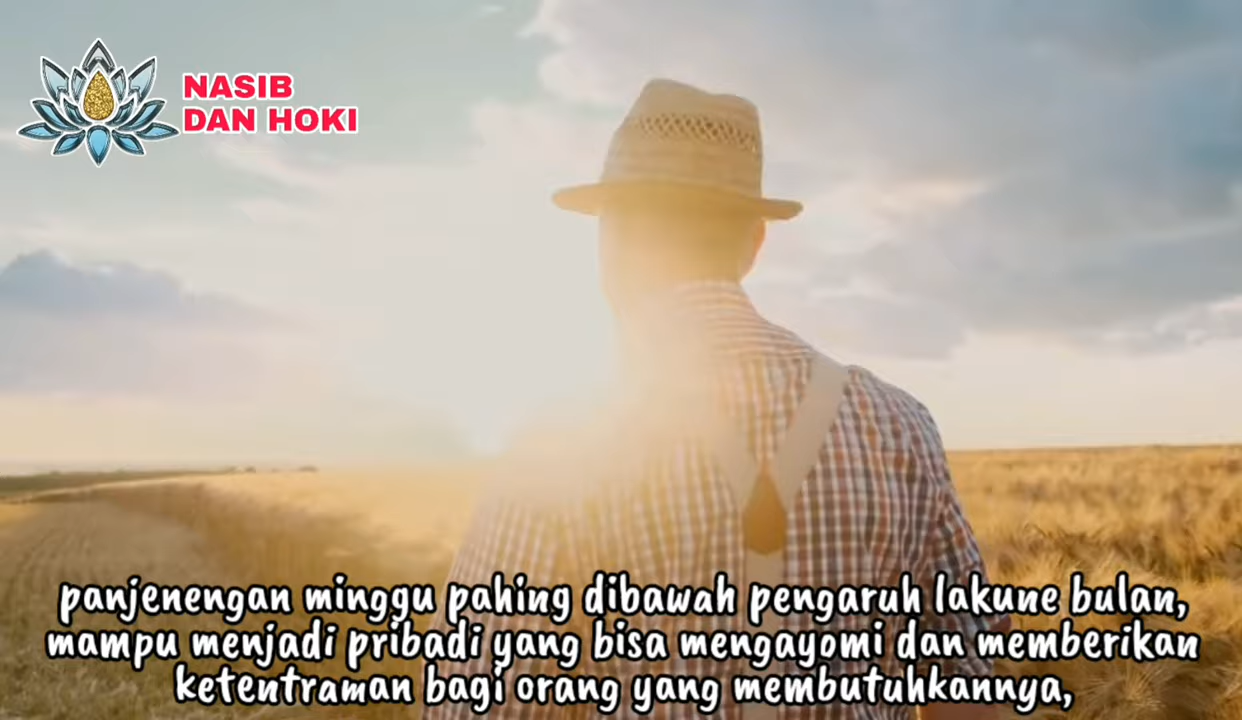 NASIB
DAN HOKI
panjenengan minggu pahing dibawah pengaruh lakune bulan,
mampu menjadi pribadi yang bisa mengayomi dan memberikan
ketentraman bagi orang yang membutuhkannya,